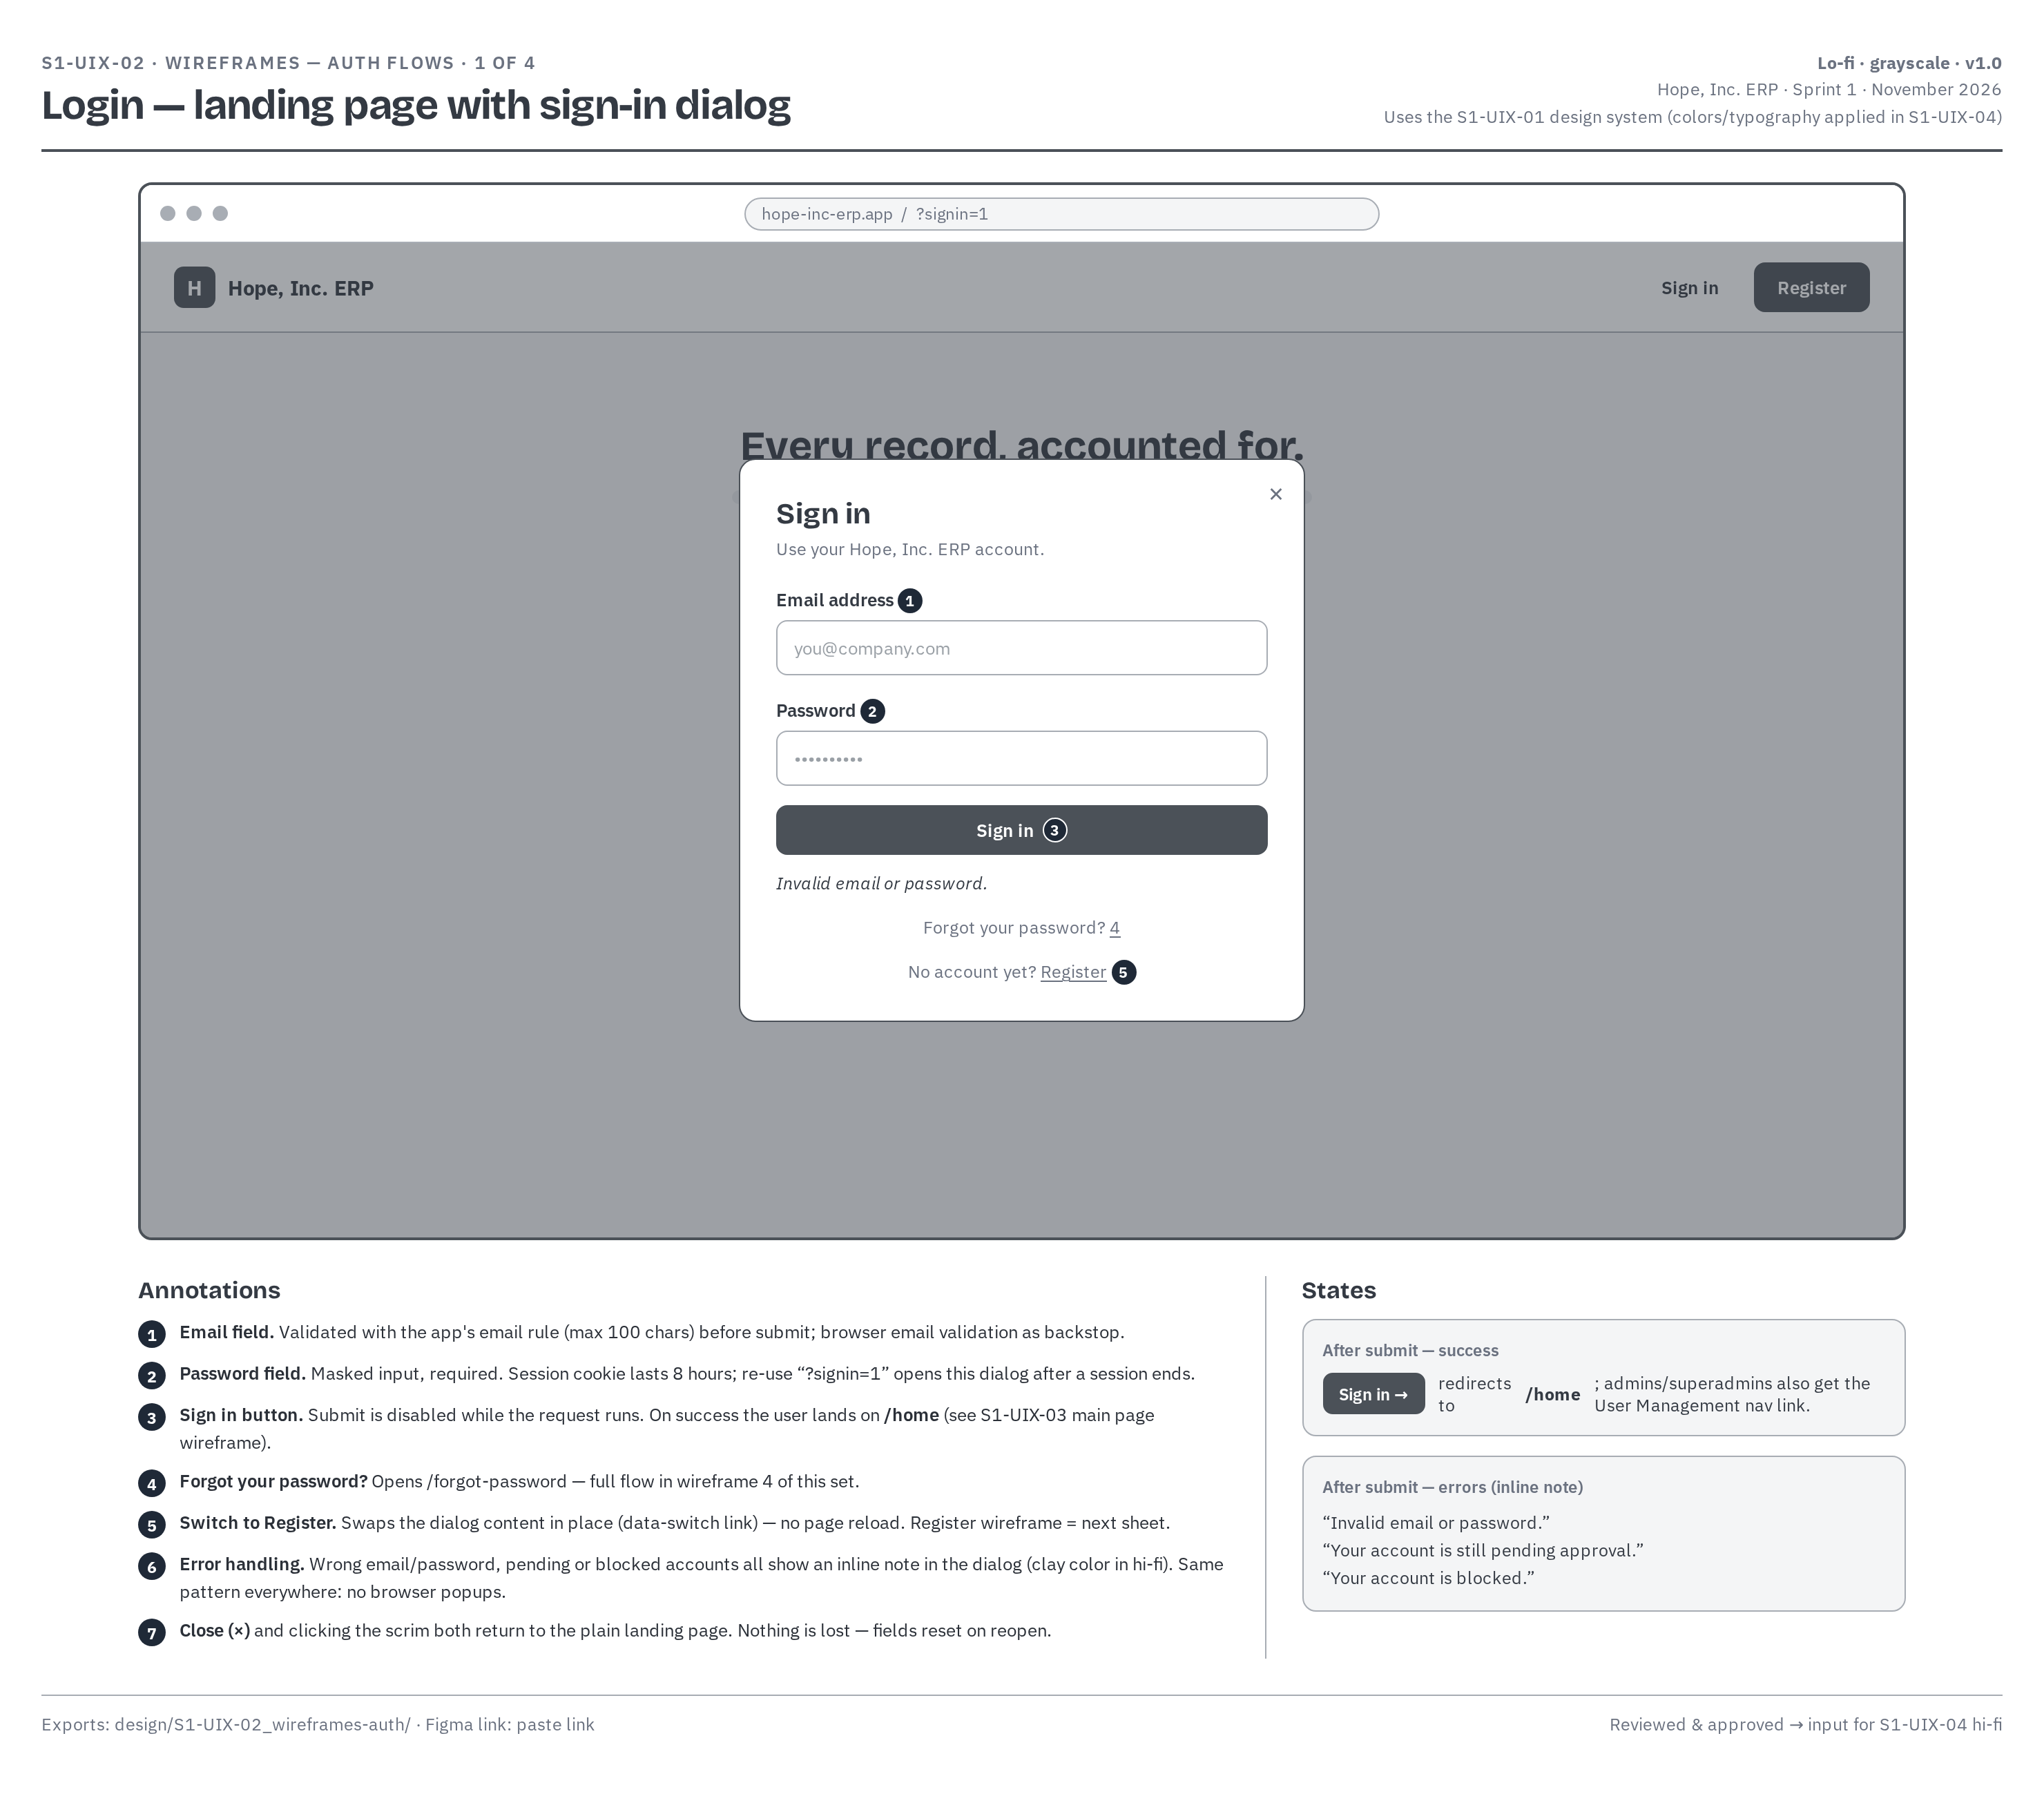 S1-UIX-02 · WIREFRAMES — AUTH FLOWS · 1 OF 4
Login — landing page with sign-in dialog
Lo-fi · grayscale · v1.0
Hope, Inc. ERP · Sprint 1 · November 2026
Uses the S1-UIX-01 design system (colors/typography applied in S1-UIX-04)
hope-inc-erp.app / ?signin=1
H Hope, Inc. ERP
Sign in
Register
Every record, accounted for.
×
Sign in
Use your Hope, Inc. ERP account.
Email address 1
you@company.com
Password 2
••••••••••
Sign in 3
Invalid email or password.
Forgot your password? 4
No account yet? Register 5
Annotations
1 Email field. Validated with the app's email rule (max 100 chars) before submit; browser email validation as backstop.
2 Password field. Masked input, required. Session cookie lasts 8 hours; re-use “?signin=1” opens this dialog after a session ends.
3 Sign in button. Submit is disabled while the request runs. On success the user lands on /home (see S1-UIX-03 main page
wireframe).
4 Forgot your password? Opens /forgot-password — full flow in wireframe 4 of this set.
5 Switch to Register. Swaps the dialog content in place (data-switch link) — no page reload. Register wireframe = next sheet.
6 Error handling. Wrong email/password, pending or blocked accounts all show an inline note in the dialog (clay color in hi-fi). Same
pattern everywhere: no browser popups.
7 Close (×) and clicking the scrim both return to the plain landing page. Nothing is lost — fields reset on reopen.
States
After submit — success
Sign in →
redirects
to
/home
; admins/superadmins also get the
User Management nav link.
After submit — errors (inline note)
“Invalid email or password.”
“Your account is still pending approval.”
“Your account is blocked.”
Exports: design/S1-UIX-02_wireframes-auth/ · Figma link: paste link
Reviewed & approved → input for S1-UIX-04 hi-fi